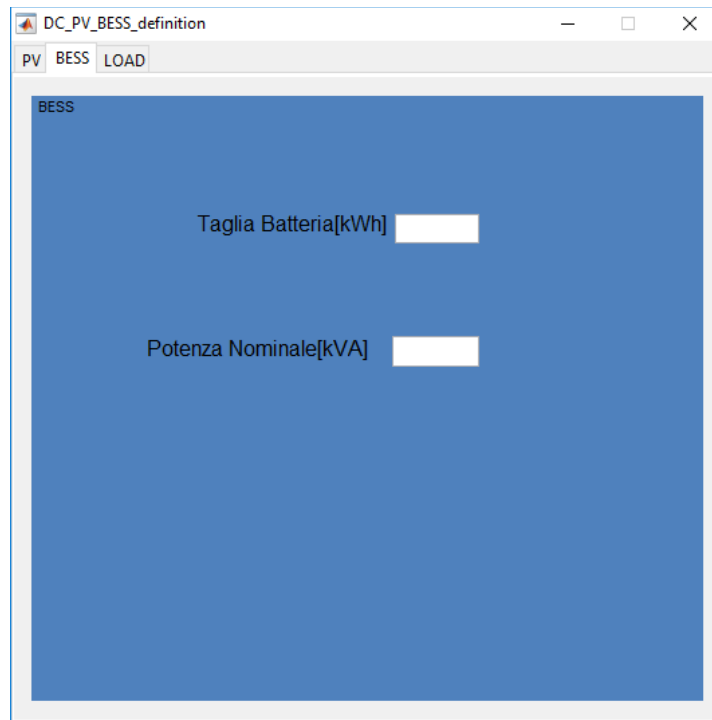 DC_PV_BESS_definition
PV BESS LOAD
BESS
Taglia Batteria[kWh]
Potenza Nominale[kVA]